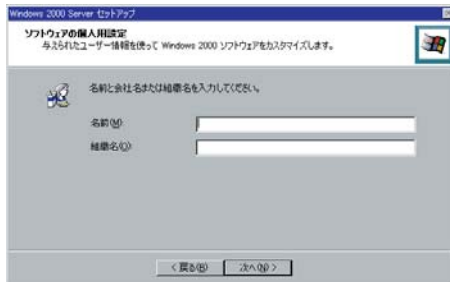 Windows 2000 Server セットアップ
ソフトウェアの個人用設定
与えられたユーザー情報を使って Windows 2000 ソフトウェアをカスタマイズします。
名前と会社名または組織名を入力してください。
名前(M):
組織名(O):
< 戻る(B)
次へ(N) >